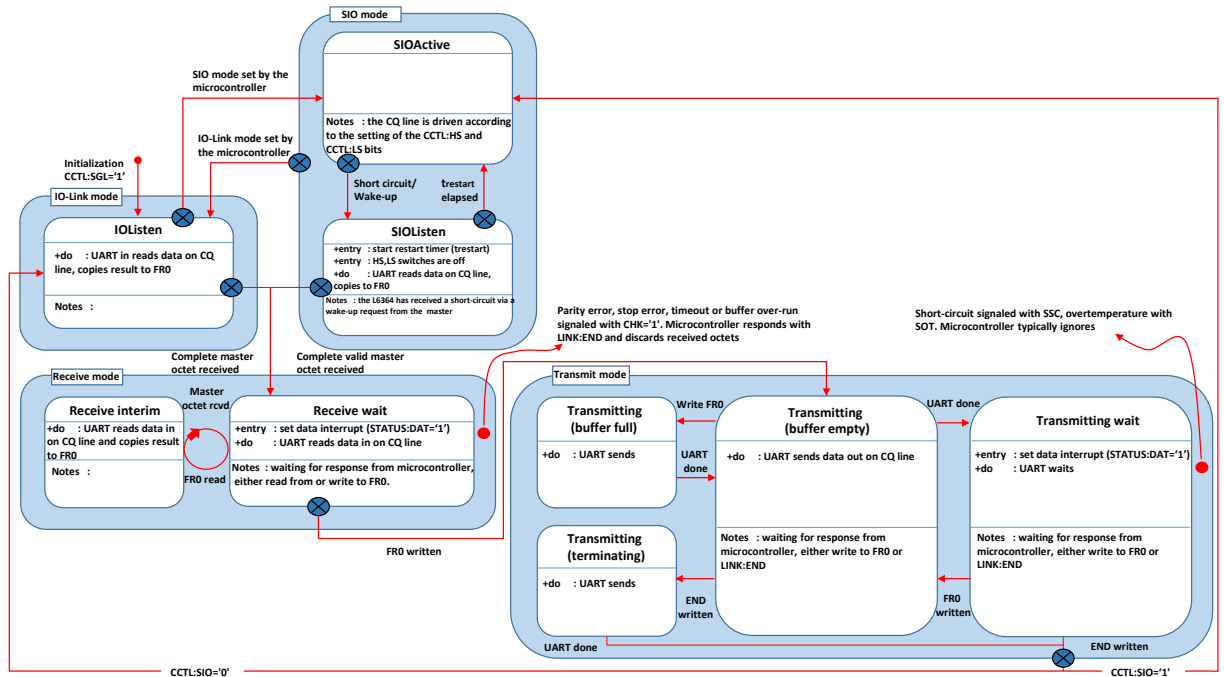 SIO mode
SIOActive
Notes : the CQ line is driven according
to the setting of the CCTL:HS and
CCTL:LS bits
SIO mode set by the
microcontroller
IO-Link mode set by
the microcontroller
Initialization
CCTL:SGL='1'
Short circuit/
Wake-up
trestart
elapsed
IO-Link mode
IOListen
+do : UART in reads data on CQ
line, copies result to FR0
Notes :
SIOListen
+entry : start restart timer (trestart)
+entry : HS,LS switches are off
+do : UART reads data on CQ line,
copies to FR0
Notes : the L6364 has received a short-circuit via a
wake-up request from the master
Complete master
octet received
Complete valid master
octet received
Parity error, stop error, timeout or buffer over-run
signaled with CHK='1'. Microcontroller responds with
LINK:END and discards received octets
Short-circuit signaled with SSC, overtemperature with
SOT. Microcontroller typically ignores
Receive mode
Receive interim
+do : UART reads data in
on CQ line and copies result
to FR0
Notes :
Master
octet rcvd
FR0 read
Receive wait
+entry : set data interrupt (STATUS:DAT='1')
+do : UART reads data in on CQ line
Notes : waiting for response from microcontroller,
either read from or write to FR0.
FR0 written
Transmit mode
Transmitting
(buffer full)
+do : UART sends
Write FR0
UART
done
Transmitting
(buffer empty)
+do : UART sends data out on CQ line
Notes : waiting for response from
microcontroller, either write to FR0 or
LINK:END
UART done
Transmitting wait
+entry : set data interrupt (STATUS:DAT='1')
+do : UART waits
Notes : waiting for response from
microcontroller, either write to FR0 or
LINK:END
Transmitting
(terminating)
+do : UART sends
END
written
FR0
written
UART done
END written
CCTL:SIO='0'
CCTL:SIO='1'